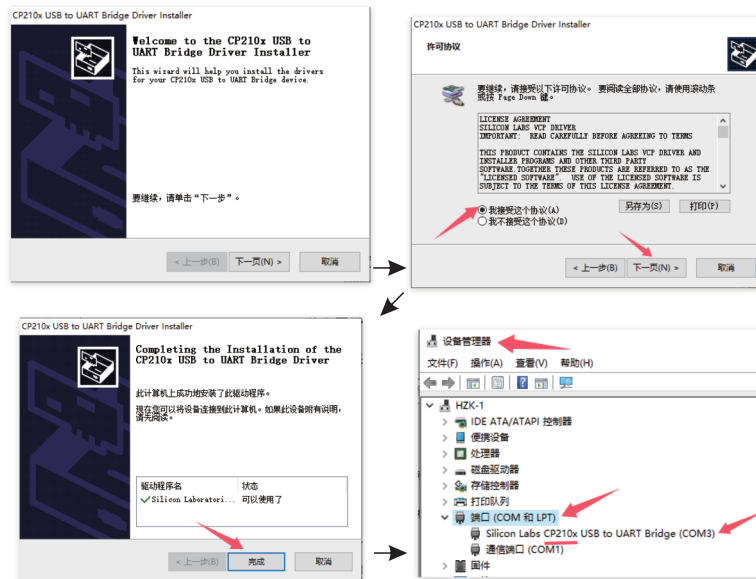 CP210x USB to UART Bridge Driver Installer
Welcome to the CP210x USB to
UART Bridge Driver Installer
This wizard will help you install the drivers
for your CP210x USB to UART Bridge device.
要继续，请单击“下一步”。
< 上一步(B)
下一页(N) >
取消
CP210x USB to UART Bridge Driver Installer
许可协议
要继续，请接受以下许可协议。要阅读全部协议，请使用滚动条
或按 Page Down 键。
LICENSE AGREEMENT
SILICON LABS VCP DRIVER
IMPORTANT: READ CAREFULLY BEFORE AGREEING TO TERMS
THIS PRODUCT CONTAINS THE SILICON LABS VCP DRIVER AND
INSTALLER PROGRAMS AND OTHER THIRD PARTY
SOFTWARE.TOGETHER THESE PRODUCTS ARE REFERRED TO AS THE
"LICENSED SOFTWARE". USE OF THE LICENSED SOFTWARE IS
SUBJECT TO THE TERMS OF THIS LICENSE AGREEMENT.
我接受这个协议(A)
另存为(S)
打印(P)
我不接受这个协议(D)
< 上一步(B)
下一页(N) >
取消
CP210x USB to UART Bridge Driver Installer
Completing the Installation of the
CP210x USB to UART Bridge Driver
此计算机上成功地安装了此驱动程序。
现在您可以将设备连接到此计算机。如果此设备附有说明，
请先阅读。
驱动程序名
状态
Silicon Laboratori...
可以使用了
< 上一步(B)
完成
取消
设备管理器
文件(F) 操作(A) 查看(V) 帮助(H)
HZK-1
IDE ATA/ATAPI 控制器
便携设备
处理器
磁盘驱动器
存储控制器
打印队列
端口 (COM 和 LPT)
Silicon Labs CP210x USB to UART Bridge (COM3)
通信端口 (COM1)
固件